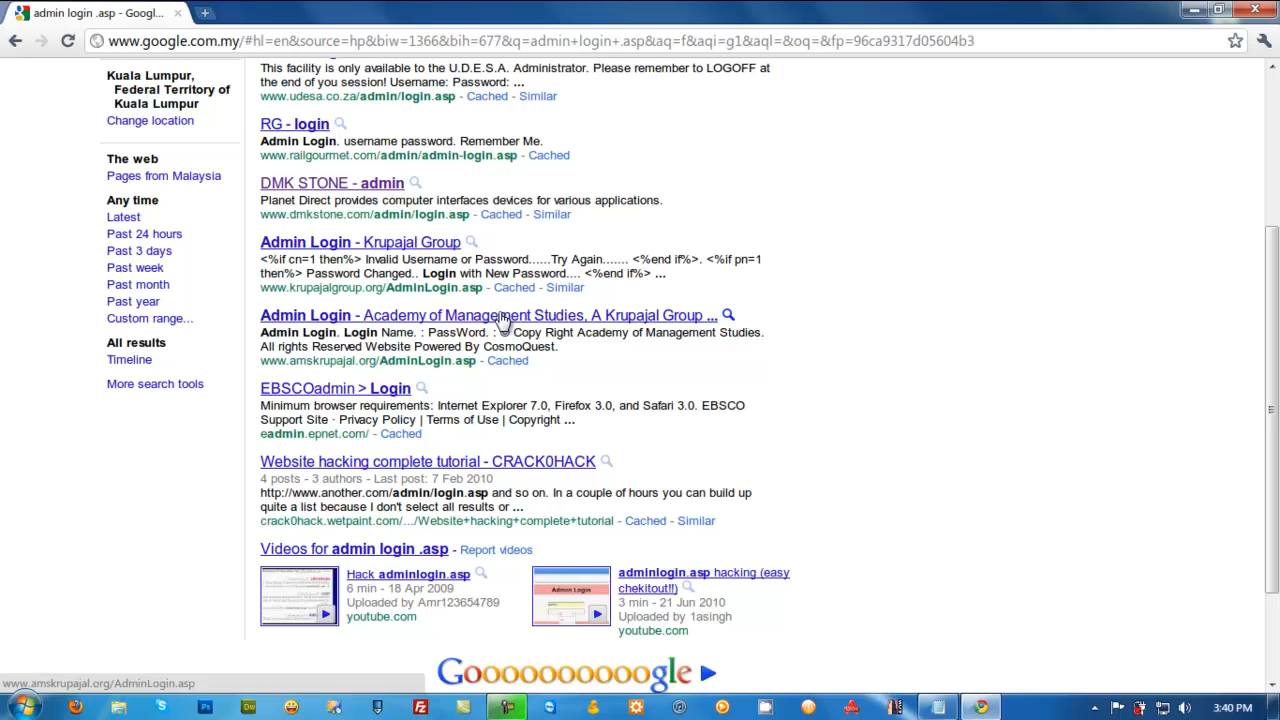 admin login .asp - Googl...
www.google.com.my/#hl=en&source=hp&biw=1366&bih=677&q=admin+login+.asp&aq=f&aqi=g1&aql=&oq=&fp=96ca9317d05604b3
Kuala Lumpur,
Federal Territory of
Kuala Lumpur
Change location
The web
Pages from Malaysia
Any time
Latest
Past 24 hours
Past 3 days
Past week
Past month
Past year
Custom range...
All results
Timeline
More search tools
This facility is only available to the U.D.E.S.A. Administrator. Please remember to LOGOFF at
the end of you session! Username: Password: ...
www.udesa.co.za/admin/login.asp - Cached - Similar
RG - login
Admin Login. username password. Remember Me.
www.railgourmet.com/admin/admin-login.asp - Cached
DMK STONE - admin
Planet Direct provides computer interfaces devices for various applications.
www.dmkstone.com/admin/login.asp - Cached - Similar
Admin Login - Krupajal Group
<%if cn=1 then%> Invalid Username or Password......Try Again....... <%end if%>. <%if pn=1
then%> Password Changed.. Login with New Password.... <%end if%> ...
www.krupajalgroup.org/AdminLogin.asp - Cached - Similar
Admin Login - Academy of Management Studies, A Krupajal Group ...
Admin Login. Login Name. : PassWord. : © Copy Right Academy of Management Studies.
All rights Reserved Website Powered By CosmoQuest.
www.amskrupajal.org/AdminLogin.asp - Cached
EBSCOadmin > Login
Minimum browser requirements: Internet Explorer 7.0, Firefox 3.0, and Safari 3.0. EBSCO
Support Site · Privacy Policy | Terms of Use | Copyright ...
eadmin.epnet.com/ - Cached
Website hacking complete tutorial - CRACK0HACK
4 posts - 3 authors - Last post: 7 Feb 2010
http://www.another.com/admin/login.asp and so on. In a couple of hours you can build up
quite a list because I don't select all results or ...
crack0hack.wetpaint.com/.../Website+hacking+complete+tutorial - Cached - Similar
Videos for admin login .asp - Report videos
Hack adminlogin.asp
6 min - 18 Apr 2009
Uploaded by Amr123654789
youtube.com
Admin Login
adminlogin.asp hacking (easy
chekitout!!)
3 min - 21 Jun 2010
Uploaded by 1asingh
youtube.com
Goooooooooogle
www.amskrupajal.org/AdminLogin.asp
3:40 PM